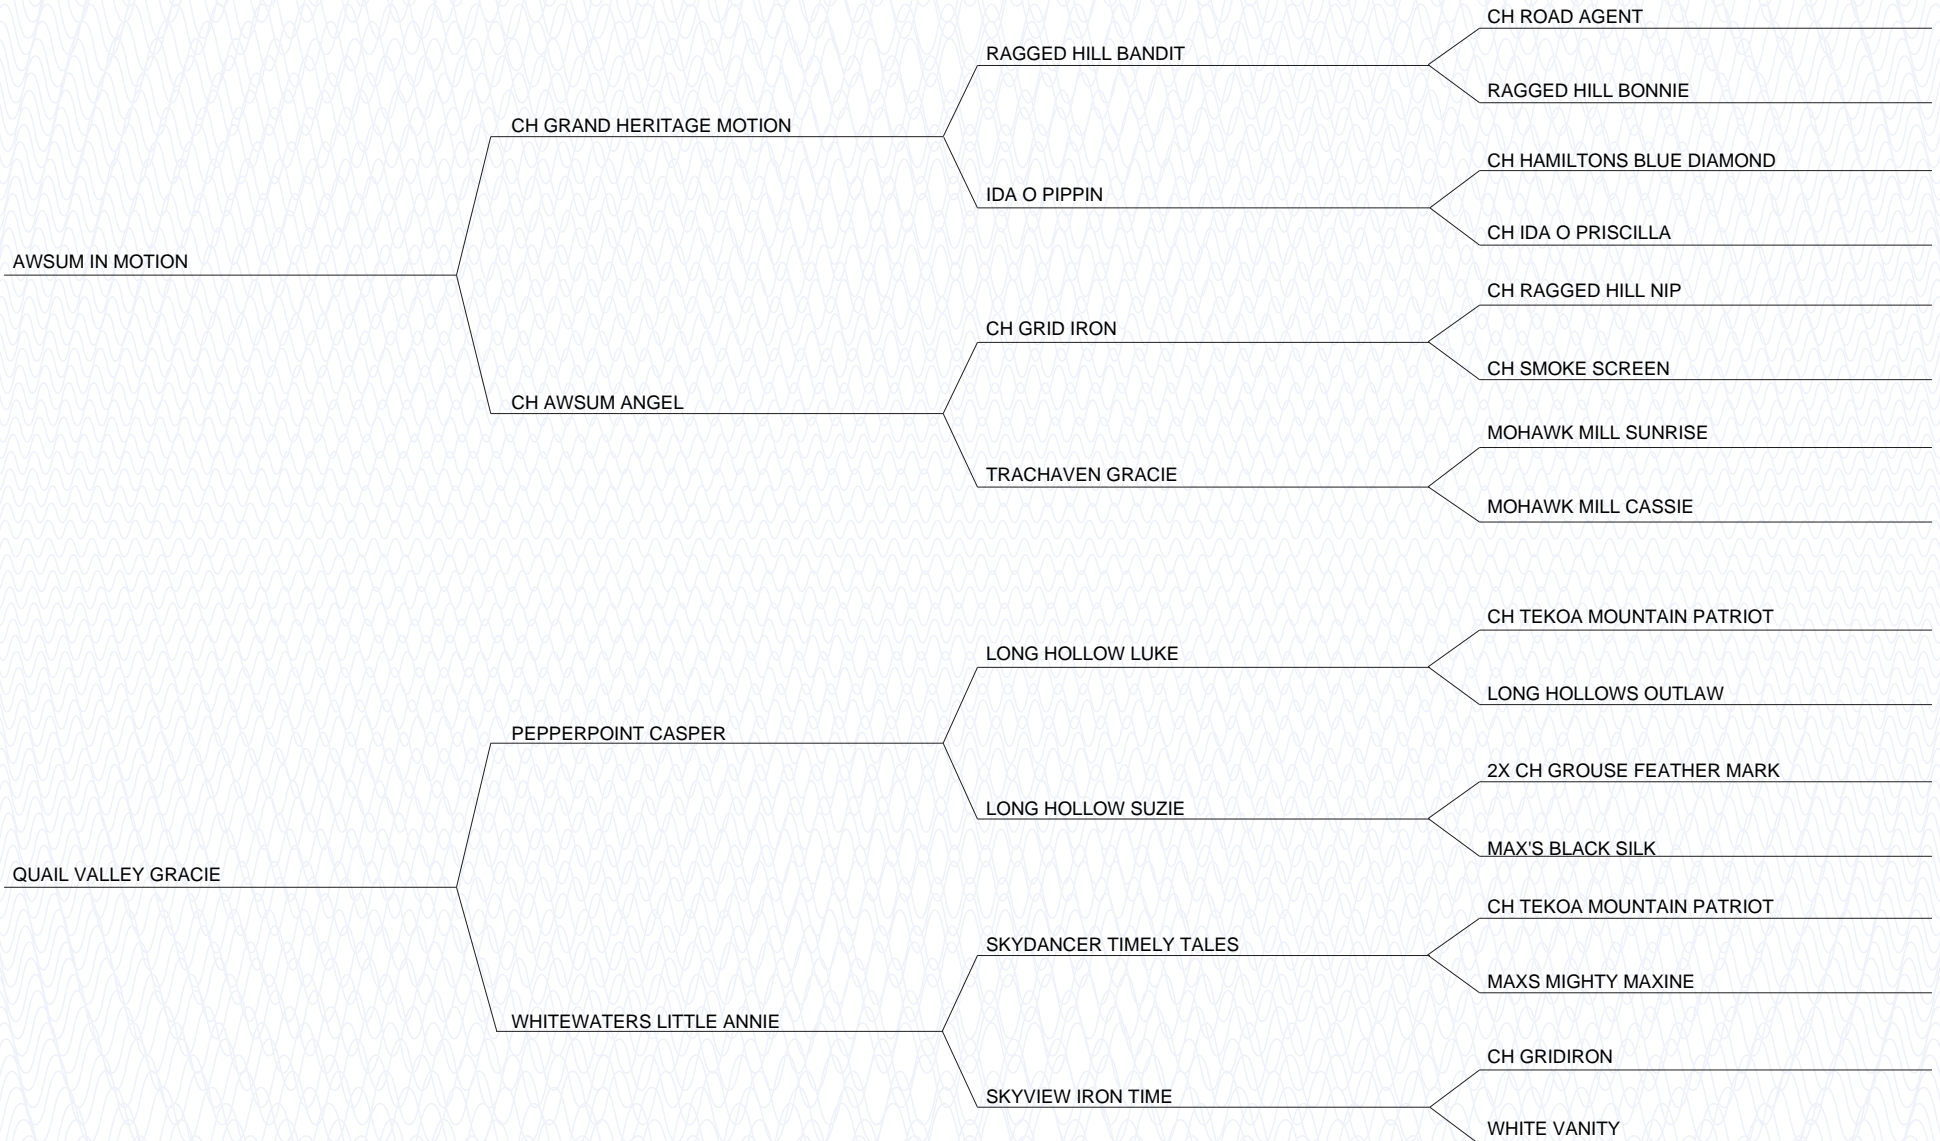 CH ROAD AGENT
RAGGED HILL BANDIT
RAGGED HILL BONNIE
CH GRAND HERITAGE MOTION
CH HAMILTONS BLUE DIAMOND
IDA O PIPPIN
CH IDA O PRISCILLA
AWSUM IN MOTION
CH RAGGED HILL NIP
CH GRID IRON
CH SMOKE SCREEN
CH AWSUM ANGEL
MOHAWK MILL SUNRISE
TRACHAVEN GRACIE
MOHAWK MILL CASSIE
CH TEKOA MOUNTAIN PATRIOT
LONG HOLLOW LUKE
LONG HOLLOWS OUTLAW
PEPPERPOINT CASPER
2X CH GROUSE FEATHER MARK
LONG HOLLOW SUZIE
MAX'S BLACK SILK
QUAIL VALLEY GRACIE
CH TEKOA MOUNTAIN PATRIOT
SKYDANCER TIMELY TALES
MAXS MIGHTY MAXINE
WHITEWATERS LITTLE ANNIE
CH GRIDIRON
SKYVIEW IRON TIME
WHITE VANITY